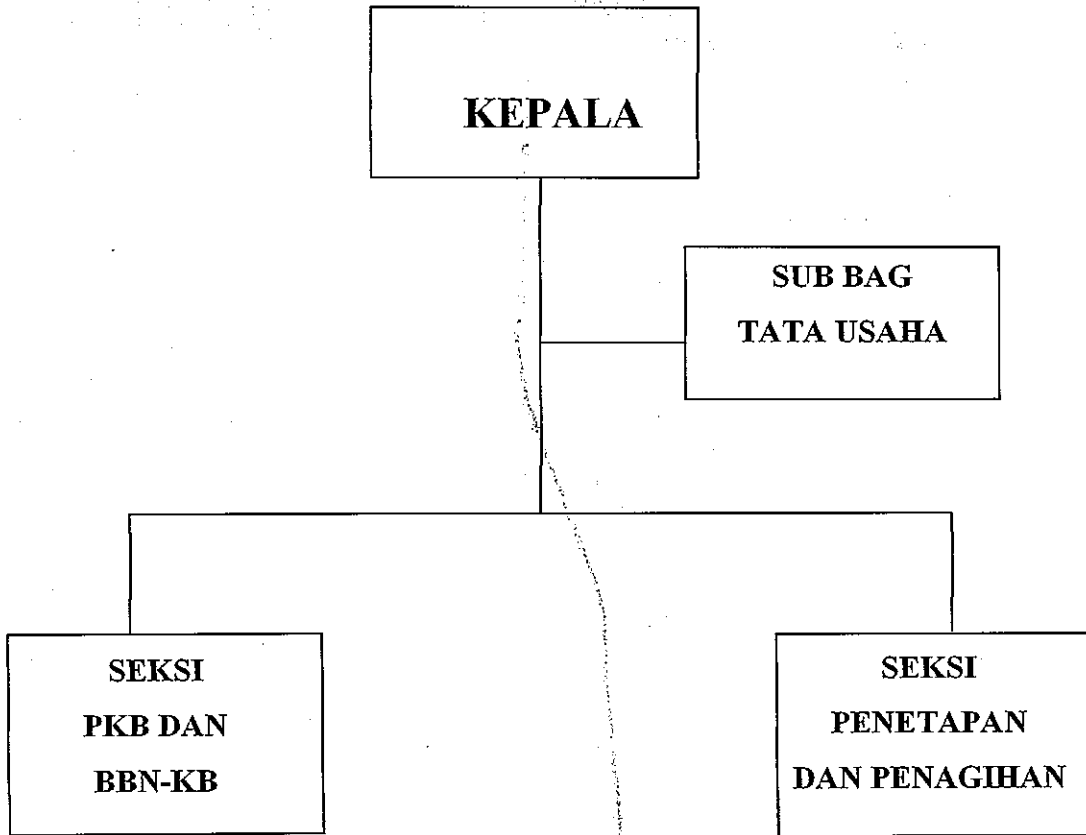 KEPALA
SUB BAG
TATA USAHA
SEKSI
PKB DAN
BBN-KB
SEKSI
PENETAPAN
DAN PENAGIHAN